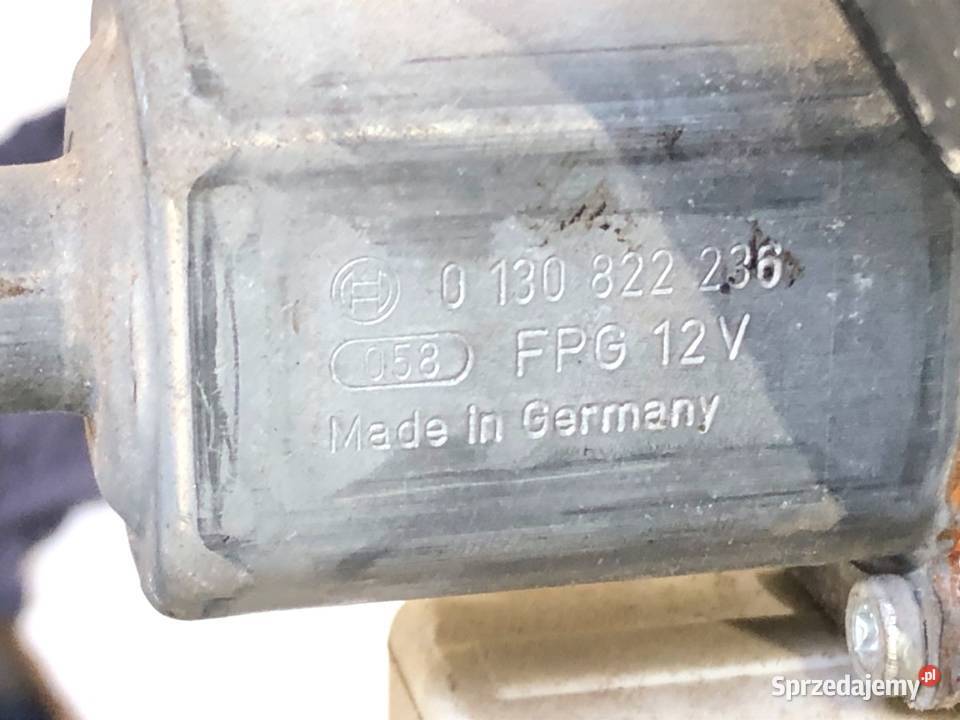 0 130 822 236
058 FPG 12V
Made in Germany
Sprzedajemy.pl